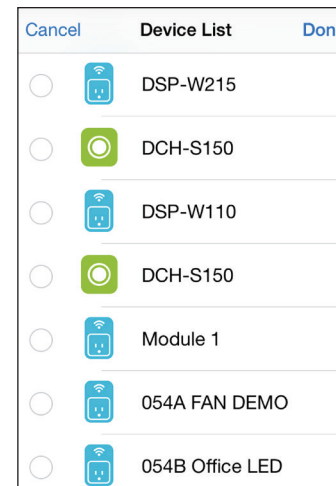 Cancel Device List Don
DSP-W215
DCH-S150
DSP-W110
DCH-S150
Module 1
054A FAN DEMO
054B Office LED